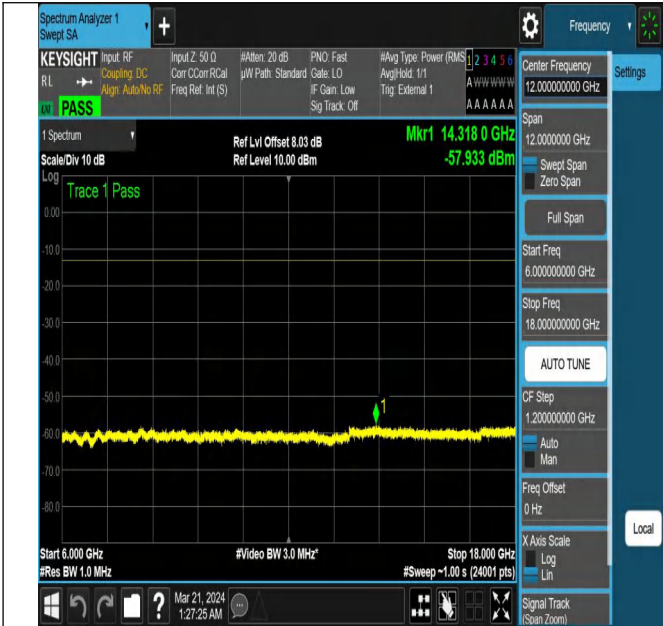 Spectrum Analyzer 1
Swept SA
+
Frequency
KEYSIGHT
RL
PASS
Input: RF
Coupling: DC
Align: Auto/No RF
Input Z: 50 Ω
Corr CCorr RCal
Freq Ref: Int (S)
#Atten: 20 dB
µW Path: Standard
PNO: Fast
Gate: LO
IF Gain: Low
Sig Track: Off
#Avg Type: Power (RMS
Avg|Hold: 1/1
Trig: External 1
1 2 3 4 5 6
A W W W W W
A A A A A A
1 Spectrum
Scale/Div 10 dB
Ref Lvl Offset 8.03 dB
Ref Level 10.00 dBm
Mkr1 14.318 0 GHz
-57.933 dBm
Log
Trace 1 Pass
0.00
-10.0
-20.0
-30.0
-40.0
-50.0
-60.0
-70.0
-80.0
1
Start 6.000 GHz
#Res BW 1.0 MHz
#Video BW 3.0 MHz*
Stop 18.000 GHz
#Sweep ~1.00 s (24001 pts)
Mar 21, 2024
1:27:25 AM
?
Settings
Center Frequency
12.000000000 GHz
Span
12.0000000 GHz
Swept Span
Zero Span
Full Span
Start Freq
6.000000000 GHz
Stop Freq
18.000000000 GHz
AUTO TUNE
CF Step
1.200000000 GHz
Auto
Man
Freq Offset
0 Hz
X Axis Scale
Log
Lin
Signal Track
(Span Zoom)
Local